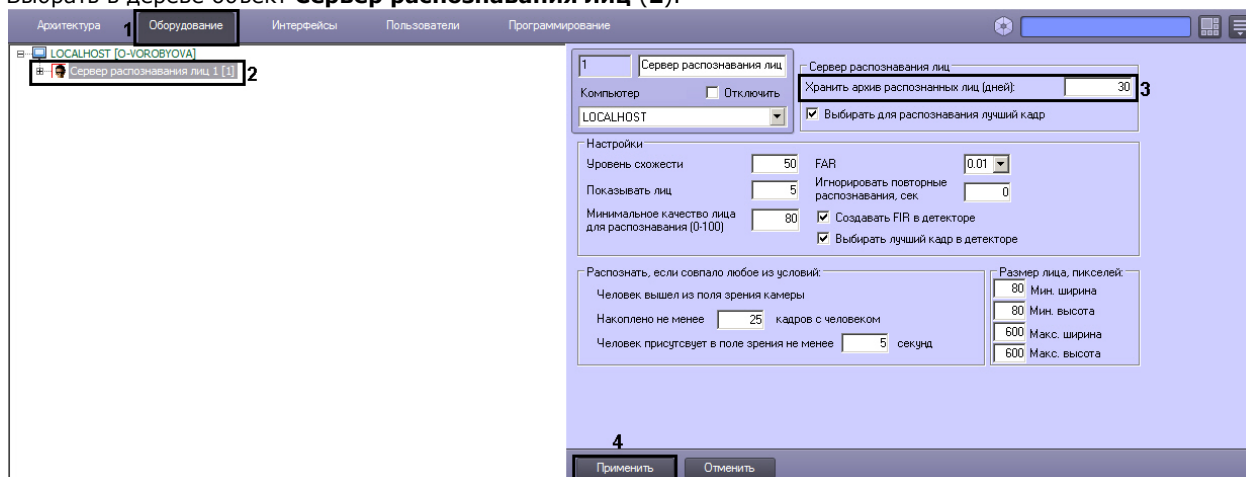 Выбрать в дереве объект Сервер распознавания лиц (2).
Архитектура 1 Оборудование Интерфейсы Пользователи Программирование
LOCALHOST [O-VOROBYOVA]
Сервер распознавания лиц 1 [1] 2
1 Сервер распознавания лиц
Компьютер Отключить
LOCALHOST
Сервер распознавания лиц
Хранить архив распознанных лиц (дней): 30 3
Выбирать для распознавания лучший кадр
Настройки
Уровень схожести 50 FAR 0.01
Показывать лиц 5 Игнорировать повторные
распознавания, сек 0
Минимальное качество лица
для распознавания (0-100) 80 Создавать FIR в детекторе
Выбирать лучший кадр в детекторе
Распознать, если совпало любое из условий:
Человек вышел из поля зрения камеры
Накоплено не менее 25 кадров с человеком
Человек присутсвует в поле зрения не менее 5 секунд
Размер лица, пикселей:
80 Мин. ширина
80 Мин. высота
600 Макс. ширина
600 Макс. высота
4
Применить Отменить